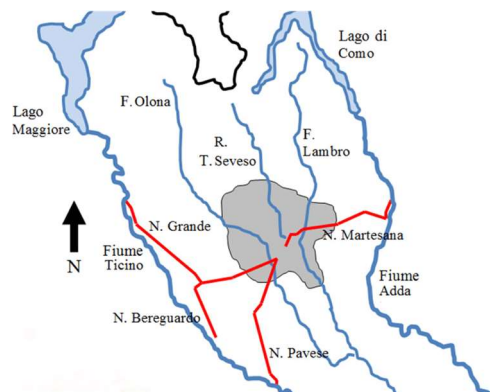 Lago di
Como
F. Olona
Lago
Maggiore
R.
T. Seveso
F.
Lambro
N. Grande
N. Martesana
N
Fiume
Ticino
Fiume
Adda
N. Bereguardo
N. Pavese